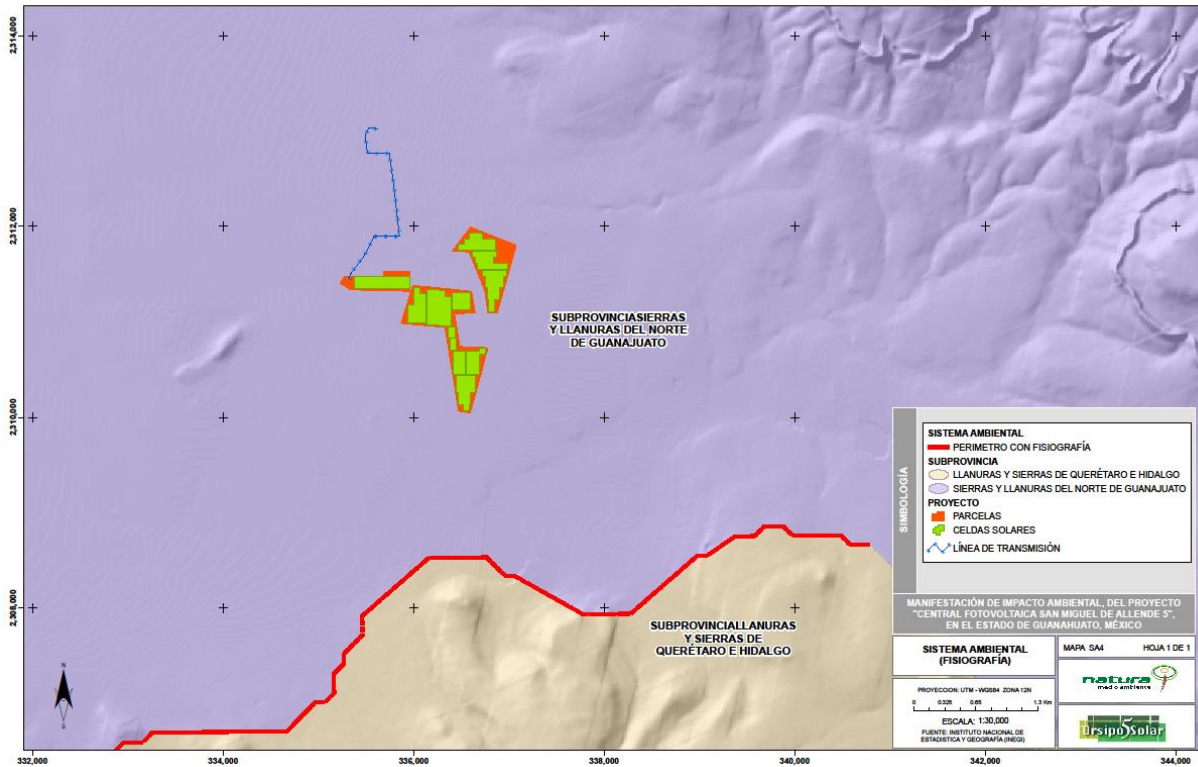 2,314,000
2,312,000
2,310,000
2,308,000
SUBPROVINCIASIERRAS
Y LLANURAS DEL NORTE
DE GUANAJUATO
SUBPROVINCIALLANURAS
Y SIERRAS DE
QUERÉTARO E HIDALGO
N
S
332,000
334,000
336,000
338,000
340,000
342,000
344,000
SIMBOLOGÍA
SISTEMA AMBIENTAL
PERIMETRO CON FISIOGRAFÍA
SUBPROVINCIA
LLANURAS Y SIERRAS DE QUERÉTARO E HIDALGO
SIERRAS Y LLANURAS DEL NORTE DE GUANAJUATO
PROYECTO
PARCELAS
CELDAS SOLARES
LÍNEA DE TRANSMISIÓN
MANIFESTACIÓN DE IMPACTO AMBIENTAL, DEL PROYECTO
"CENTRAL FOTOVOLTAICA SAN MIGUEL DE ALLENDE 5",
EN EL ESTADO DE GUANAHUATO, MÉXICO
SISTEMA AMBIENTAL
(FISIOGRAFÍA)
MAPA SA4 HOJA 1 DE 1
PROYECCION: UTM - WGS84 ZONA 12N
0 0.325 0.65 1.3 Km
ESCALA: 1:30,000
FUENTE: INSTITUTO NACIONAL DE
ESTADISTICA Y GEOGRAFÍA (INEGI)
natura
medio ambiente
Orsipo 5 Solar